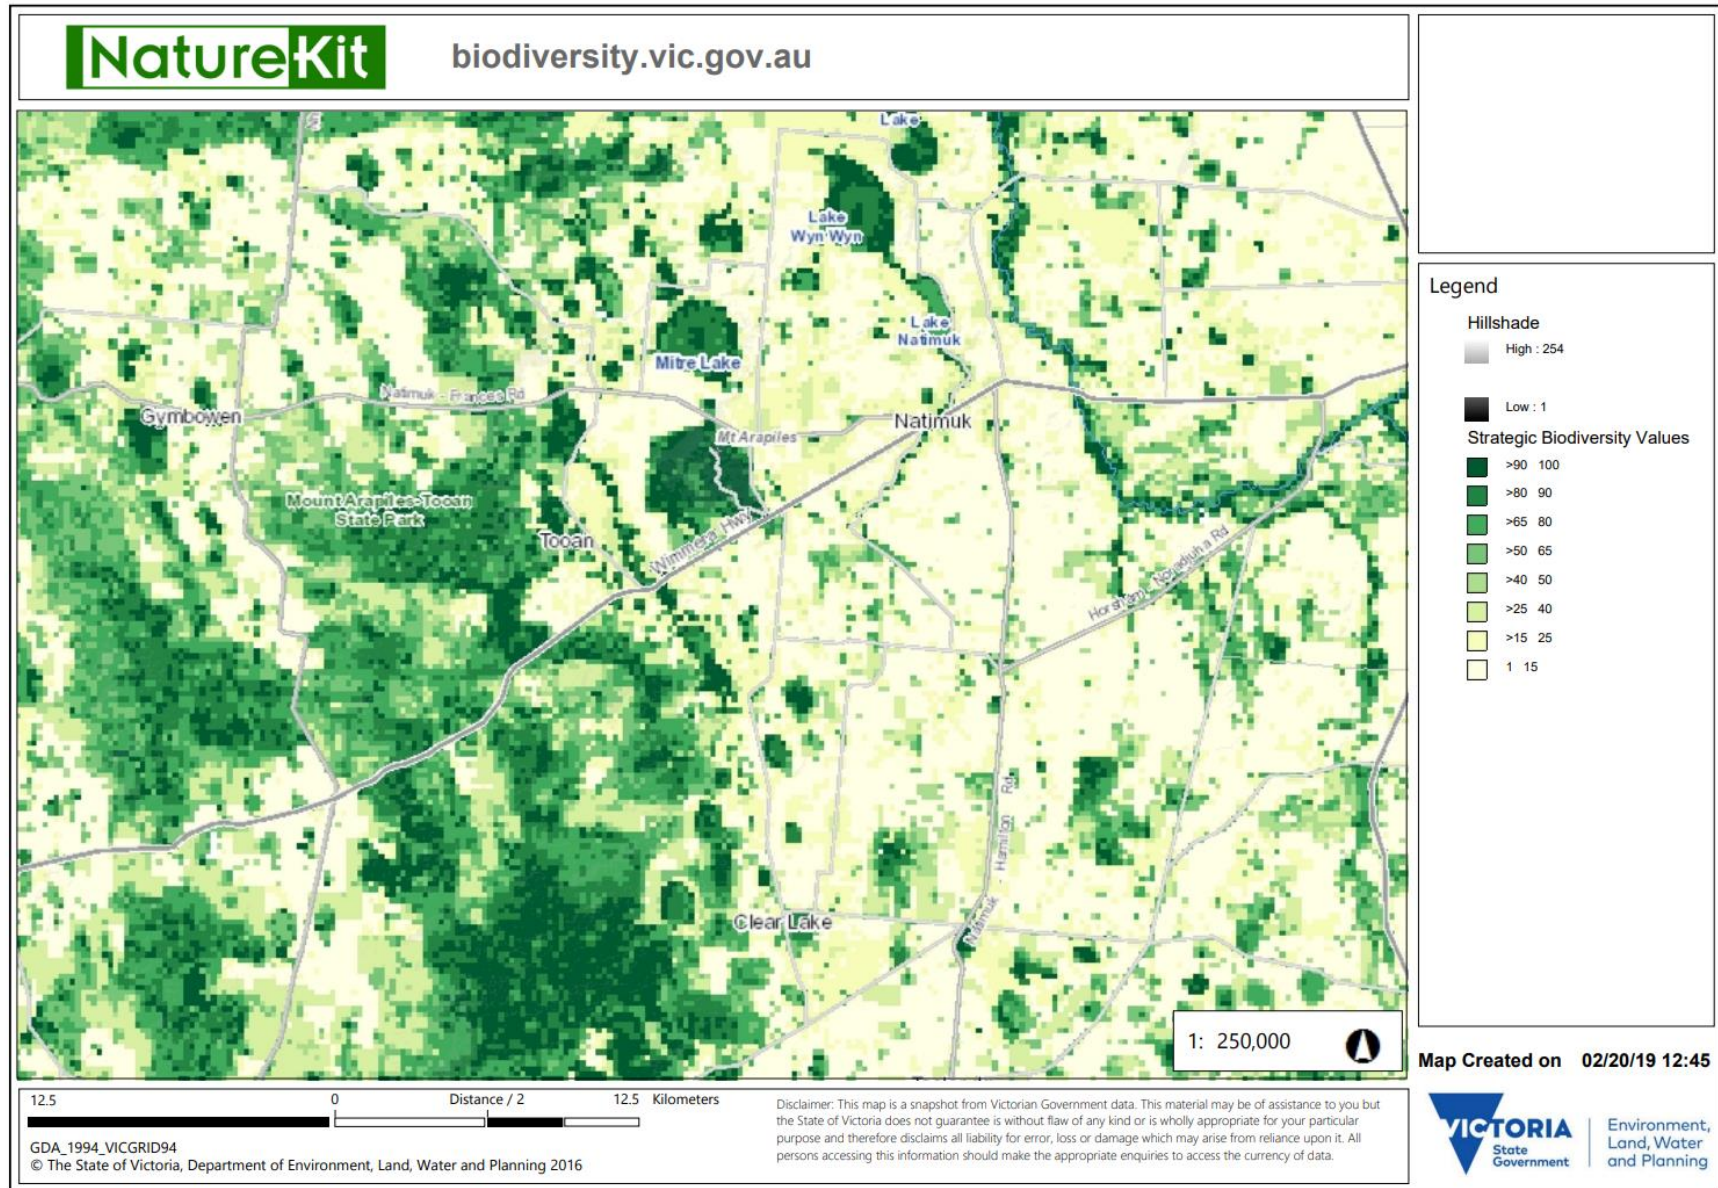 NatureKit
biodiversity.vic.gov.au
Lake
Lake
Wyn Wyn
Lake
Natimuk
Mitre Lake
Natimuk - Frances Rd
Gymbowen
Natimuk
Mt Arapiles
Mount Arapiles-Tooan
State Park
Tooan
Wimmera Hwy
Horsham Noradjuha Rd
Natimuk - Hamilton Rd
Clear Lake
1: 250,000
Legend
Hillshade
High : 254
Low : 1
Strategic Biodiversity Values
>90 100
>80 90
>65 80
>50 65
>40 50
>25 40
>15 25
1 15
Map Created on 02/20/19 12:45
12.5 0 Distance / 2 12.5 Kilometers
GDA_1994_VICGRID94
© The State of Victoria, Department of Environment, Land, Water and Planning 2016
Disclaimer: This map is a snapshot from Victorian Government data. This material may be of assistance to you but
the State of Victoria does not guarantee is without flaw of any kind or is wholly appropriate for your particular
purpose and therefore disclaims all liability for error, loss or damage which may arise from reliance upon it. All
persons accessing this information should make the appropriate enquiries to access the currency of data.
VICTORIA
State
Government
Environment,
Land, Water
and Planning